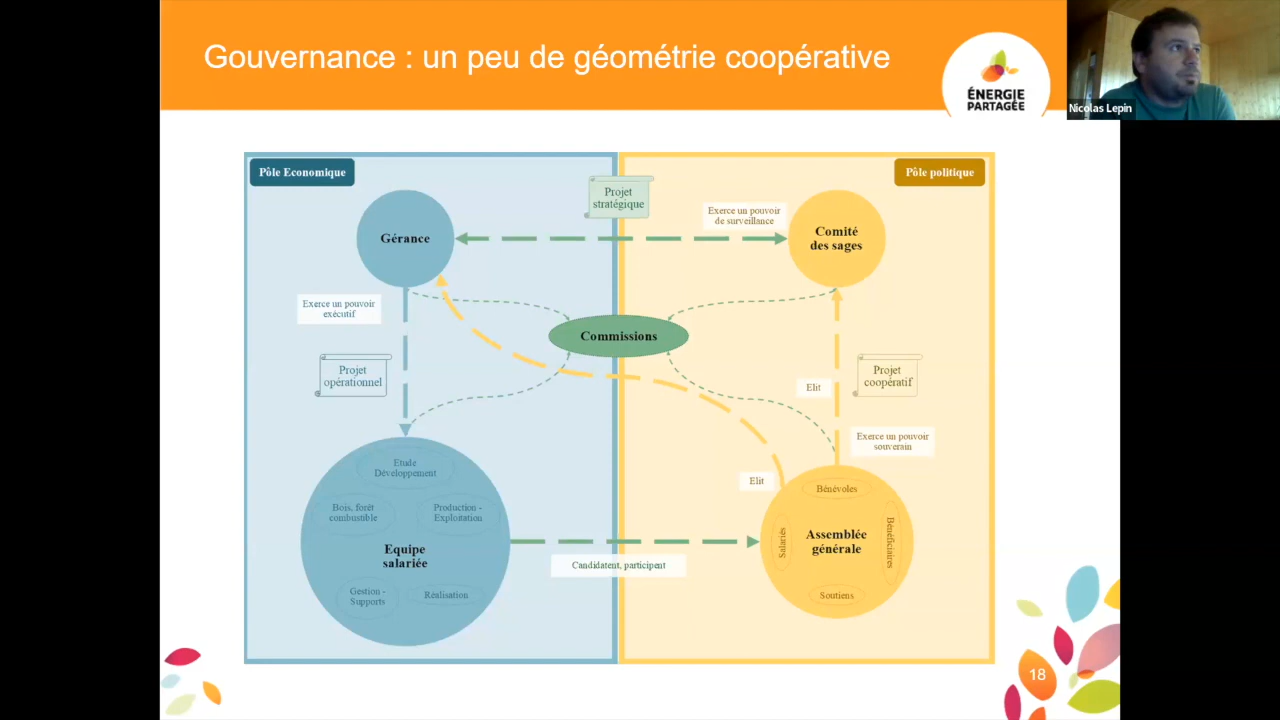 Gouvernance : un peu de géométrie coopérative
ÉNERGIE
PARTAGÉE
Nicolas Lepin
Pôle Economique
Pôle politique
Projet
stratégique
Exerce un pouvoir
de surveillance
Gérance
Comité
des sages
Exerce un pouvoir
exécutif
Commissions
Projet
opérationnel
Projet
coopératif
Elit
Exerce un pouvoir
souverain
Elit
Etude
Développement
Bois, forêt
combustible
Production -
Exploitation
Equipe
salariée
Gestion -
Supports
Réalisation
Candidatent, participent
Bénévoles
Salariés
Assemblée
générale
Bénéficiaires
Soutiens
18